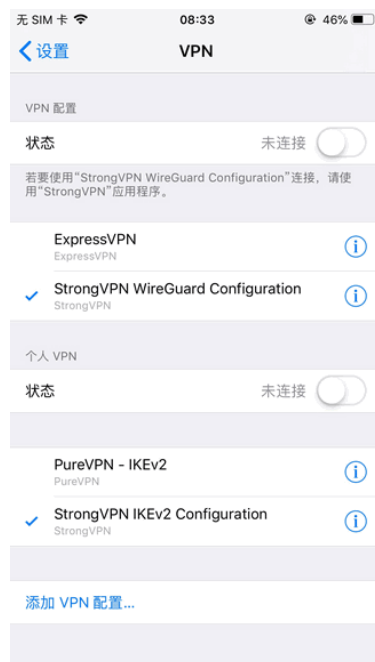 无 SIM 卡 08:33 46%
设置 VPN
VPN 配置
状态 未连接
若要使用“StrongVPN WireGuard Configuration”连接，请使
用“StrongVPN”应用程序。
ExpressVPN
ExpressVPN
StrongVPN WireGuard Configuration
StrongVPN
个人 VPN
状态 未连接
PureVPN - IKEv2
PureVPN
StrongVPN IKEv2 Configuration
StrongVPN
添加 VPN 配置...